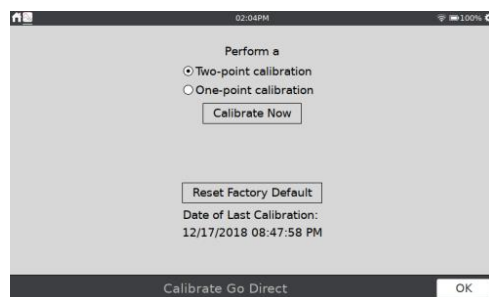 02:04PM
100%
Perform a
Two-point calibration
One-point calibration
Calibrate Now
Reset Factory Default
Date of Last Calibration:
12/17/2018 08:47:58 PM
Calibrate Go Direct
OK